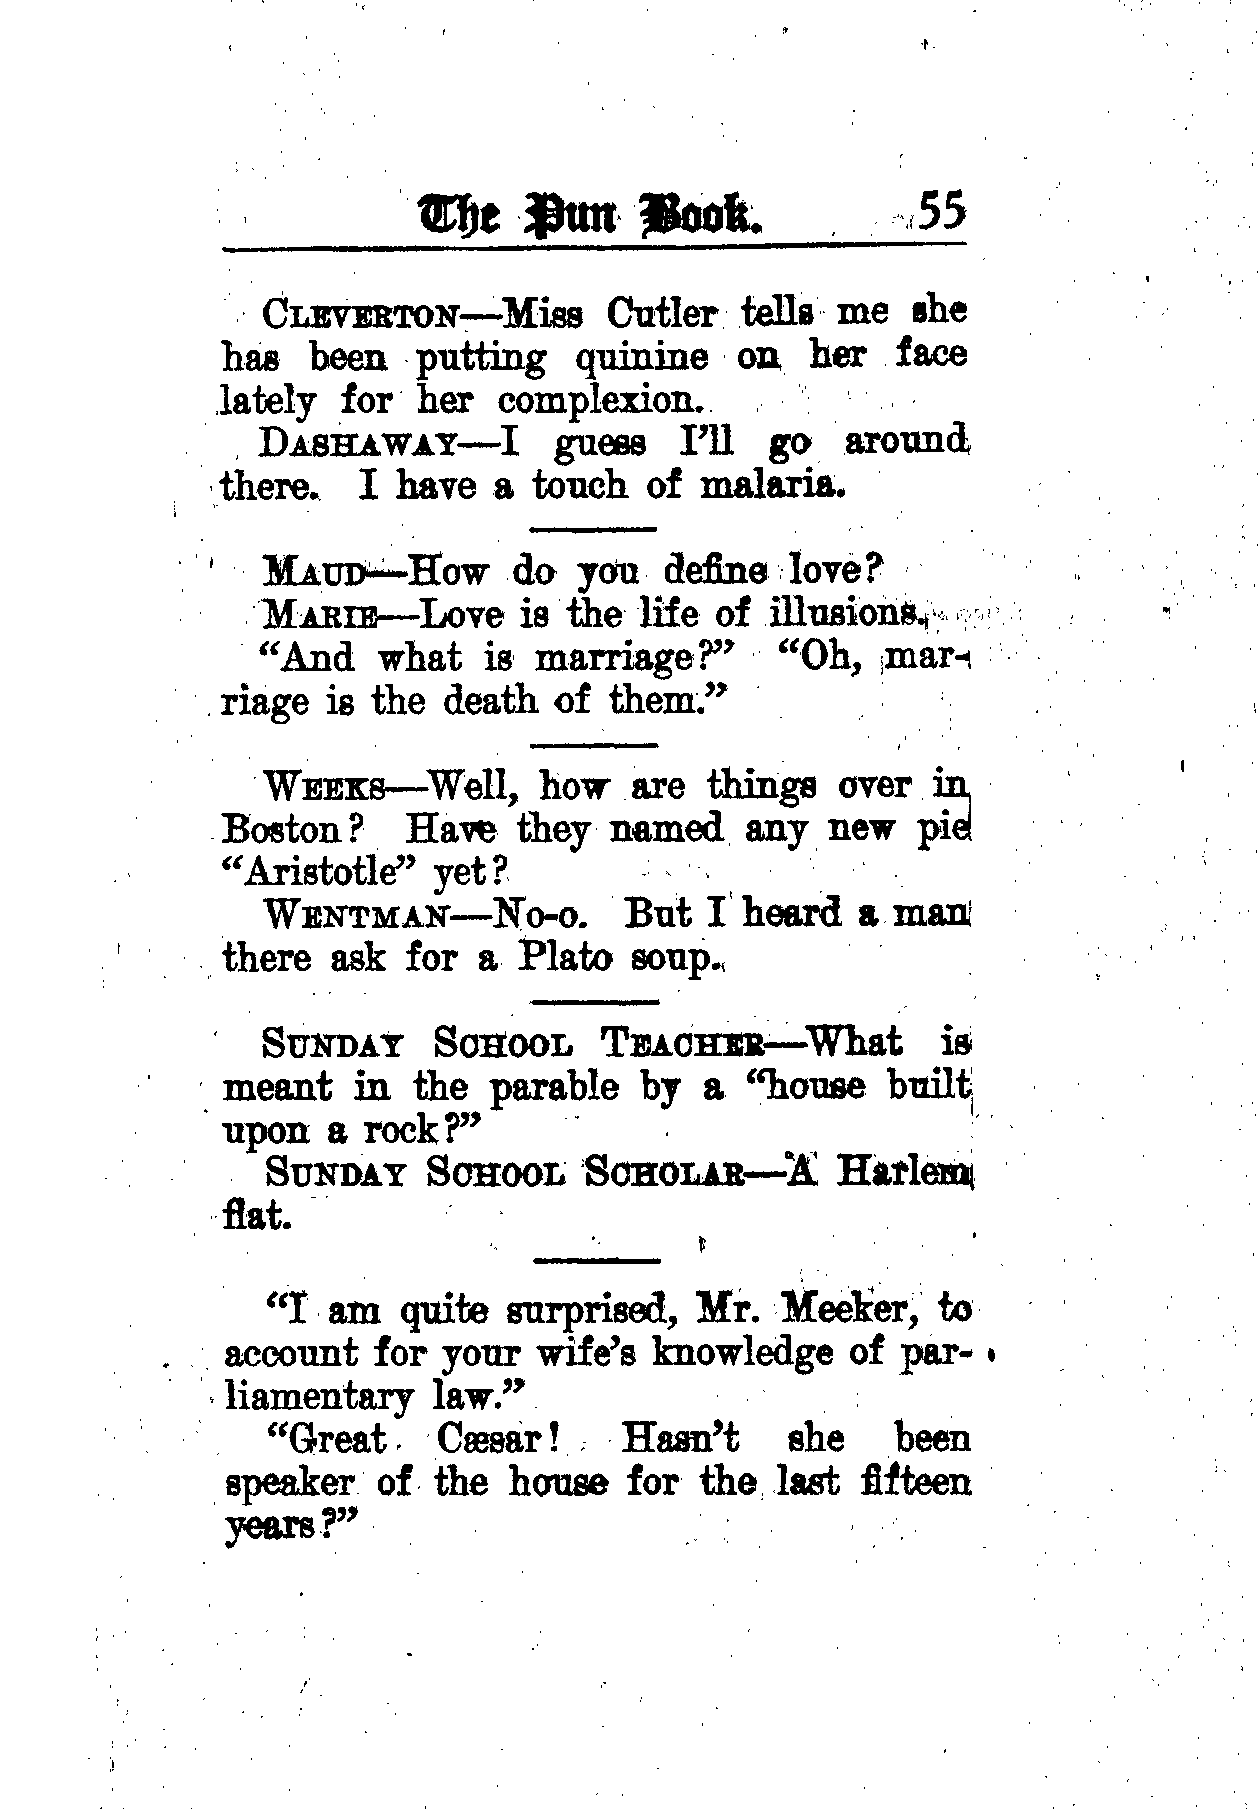 The Pun Book. 55
CLEVERTON—Miss Cutler tells me she
has been putting quinine on her face
lately for her complexion.
DASHAWAY—I guess I'll go around
there. I have a touch of malaria.
MAUD—How do you define love?
MARIE—Love is the life of illusions.
"And what is marriage?" "Oh, mar-
riage is the death of them."
WEEKS—Well, how are things over in
Boston? Have they named any new pie
"Aristotle" yet?
WENTMAN—No-o. But I heard a man
there ask for a Plato soup.
SUNDAY SCHOOL TEACHER—What is
meant in the parable by a "house built
upon a rock?"
SUNDAY SCHOOL SCHOLAR—A Harlem
flat.
"I am quite surprised, Mr. Meeker, to
account for your wife's knowledge of par-
liamentary law."
"Great Cæsar! Hasn't she been
speaker of the house for the last fifteen
years?"